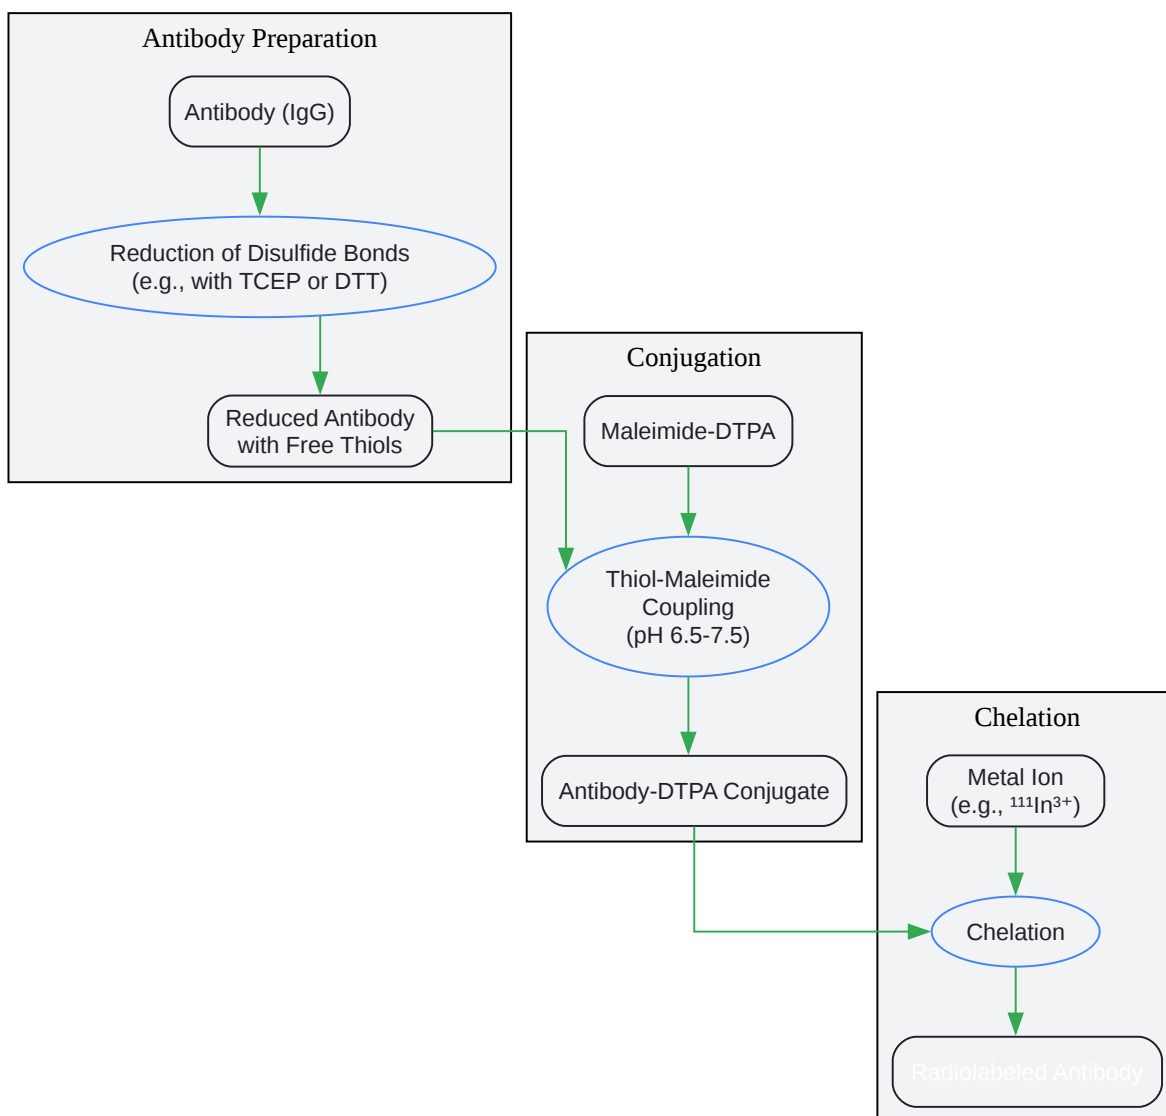 Antibody Preparation
Antibody (IgG)
Reduction of Disulfide Bonds
(e.g., with TCEP or DTT)
Reduced Antibody
with Free Thiols
Conjugation
Maleimide-DTPA
Thiol-Maleimide
Coupling
(pH 6.5-7.5)
Antibody-DTPA Conjugate
Chelation
Metal Ion
(e.g., ¹¹¹In³⁺)
Chelation
Radiolabeled Antibody